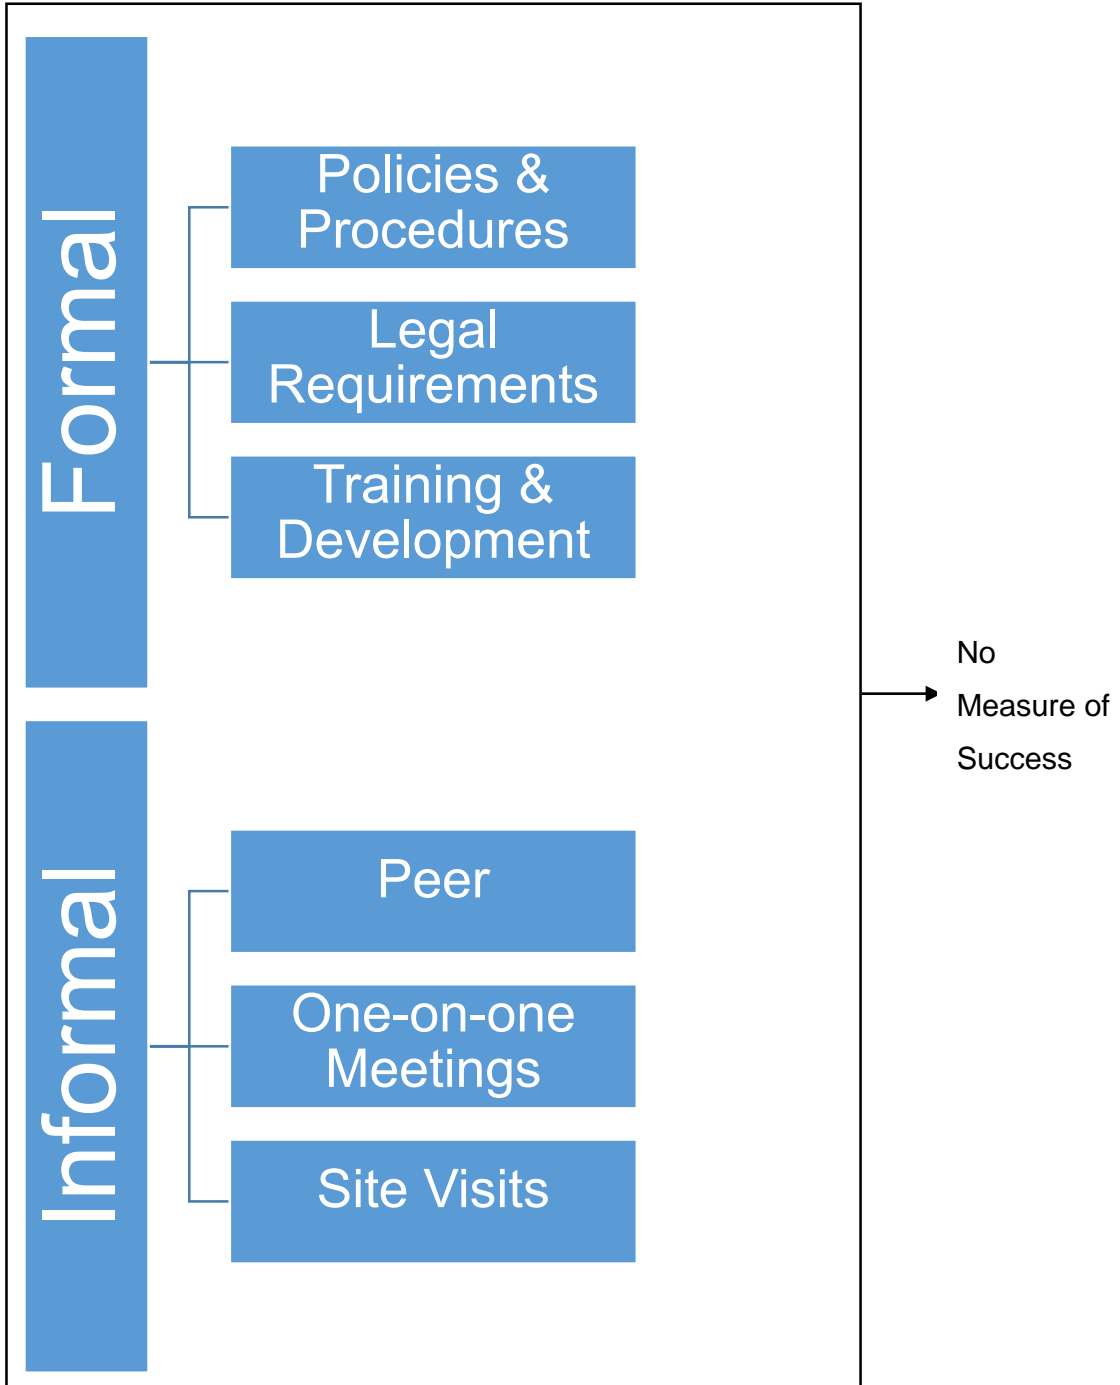 Formal
Policies &
Procedures
Legal
Requirements
Training &
Development
Informal
Peer
One-on-one
Meetings
Site Visits
No
Measure of
Success